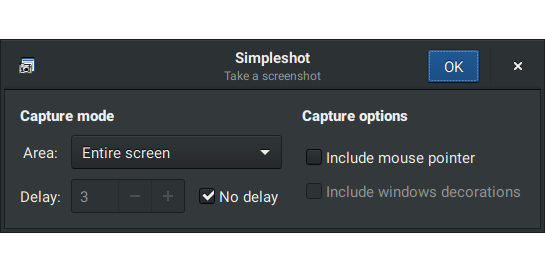 Simpleshot
Take a screenshot
OK
Capture mode
Capture options
Area: Entire screen
Include mouse pointer
Delay: 3 No delay
Include windows decorations